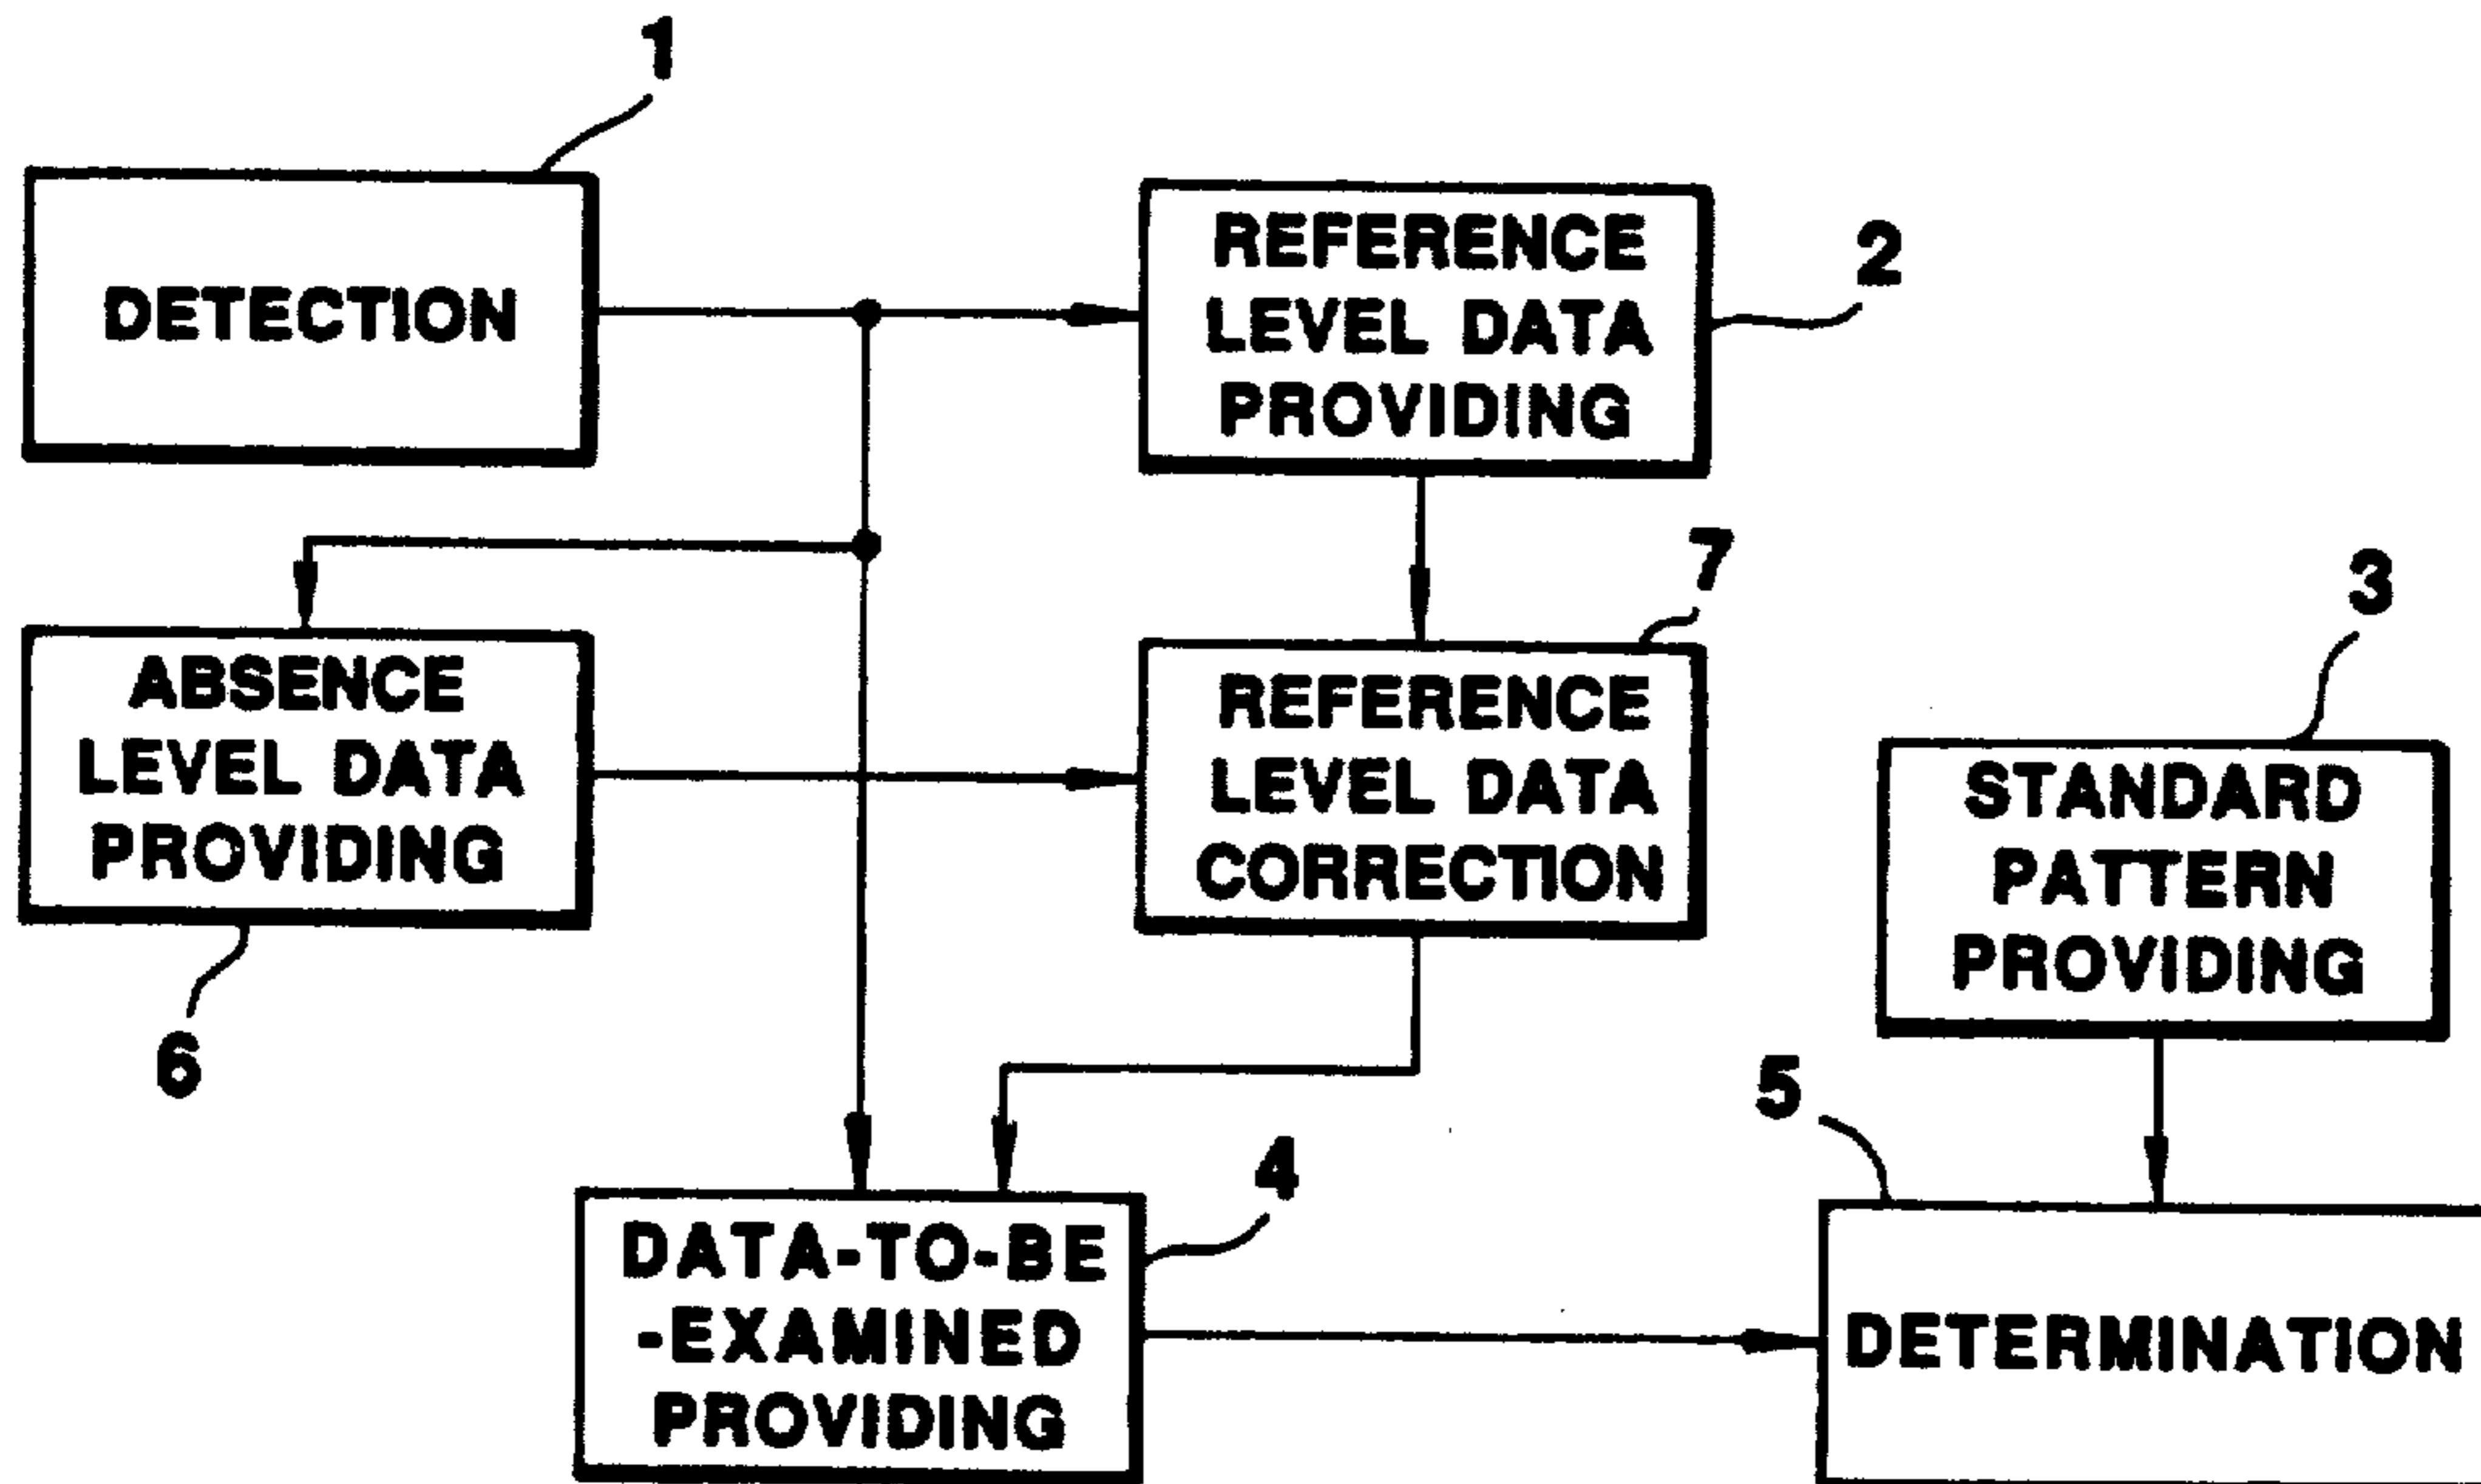 1
DETECTION
REFERENCE
LEVEL DATA
PROVIDING
2
ABSENCE
LEVEL DATA
PROVIDING
6
REFERENCE
LEVEL DATA
CORRECTION
7
STANDARD
PATTERN
PROVIDING
3
DATA-TO-BE
-EXAMINED
PROVIDING
4
DETERMINATION
5